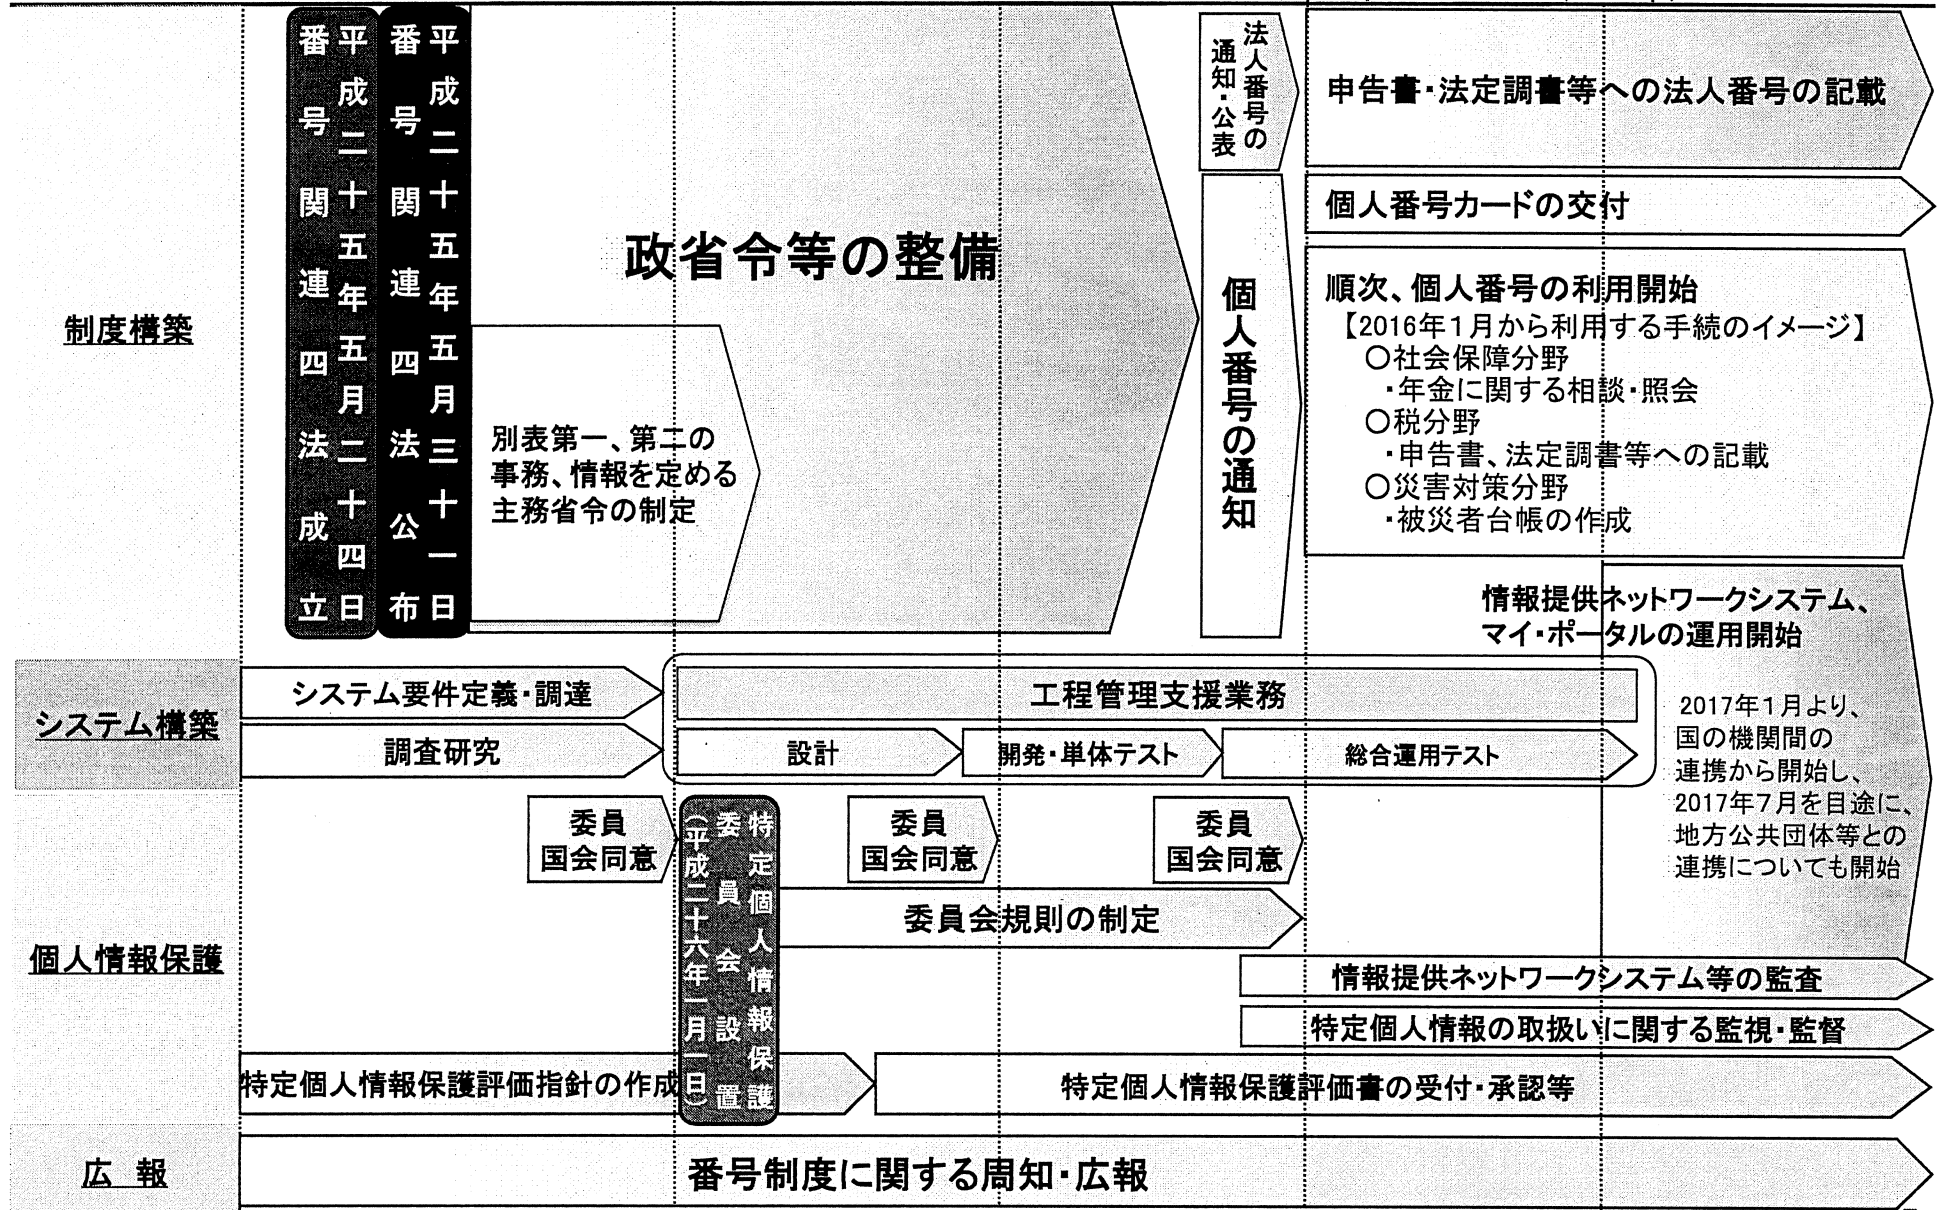 制度構築
平成二十五年五月二十四日
番号関連四法成立
平成二十五年五月三十一日
番号関連四法公布
政省令等の整備
別表第一、第二の
事務、情報を定める
主務省令の制定
法人番号の
通知・公表
個人番号の通知
申告書・法定調書等への法人番号の記載
個人番号カードの交付
順次、個人番号の利用開始
【2016年1月から利用する手続のイメージ】
○社会保障分野
・年金に関する相談・照会
○税分野
・申告書、法定調書等への記載
○災害対策分野
・被災者台帳の作成
情報提供ネットワークシステム、
マイ・ポータルの運用開始
2017年1月より、
国の機関間の
連携から開始し、
2017年7月を目途に、
地方公共団体等との
連携についても開始
システム構築
システム要件定義・調達
工程管理支援業務
調査研究
設計
開発・単体テスト
総合運用テスト
個人情報保護
委員
国会同意
特定個人情報保護
委員会設置
（平成二十六年一月一日）
委員
国会同意
委員
国会同意
委員会規則の制定
情報提供ネットワークシステム等の監査
特定個人情報の取扱いに関する監視・監督
特定個人情報保護評価指針の作成
特定個人情報保護評価書の受付・承認等
広 報
番号制度に関する周知・広報